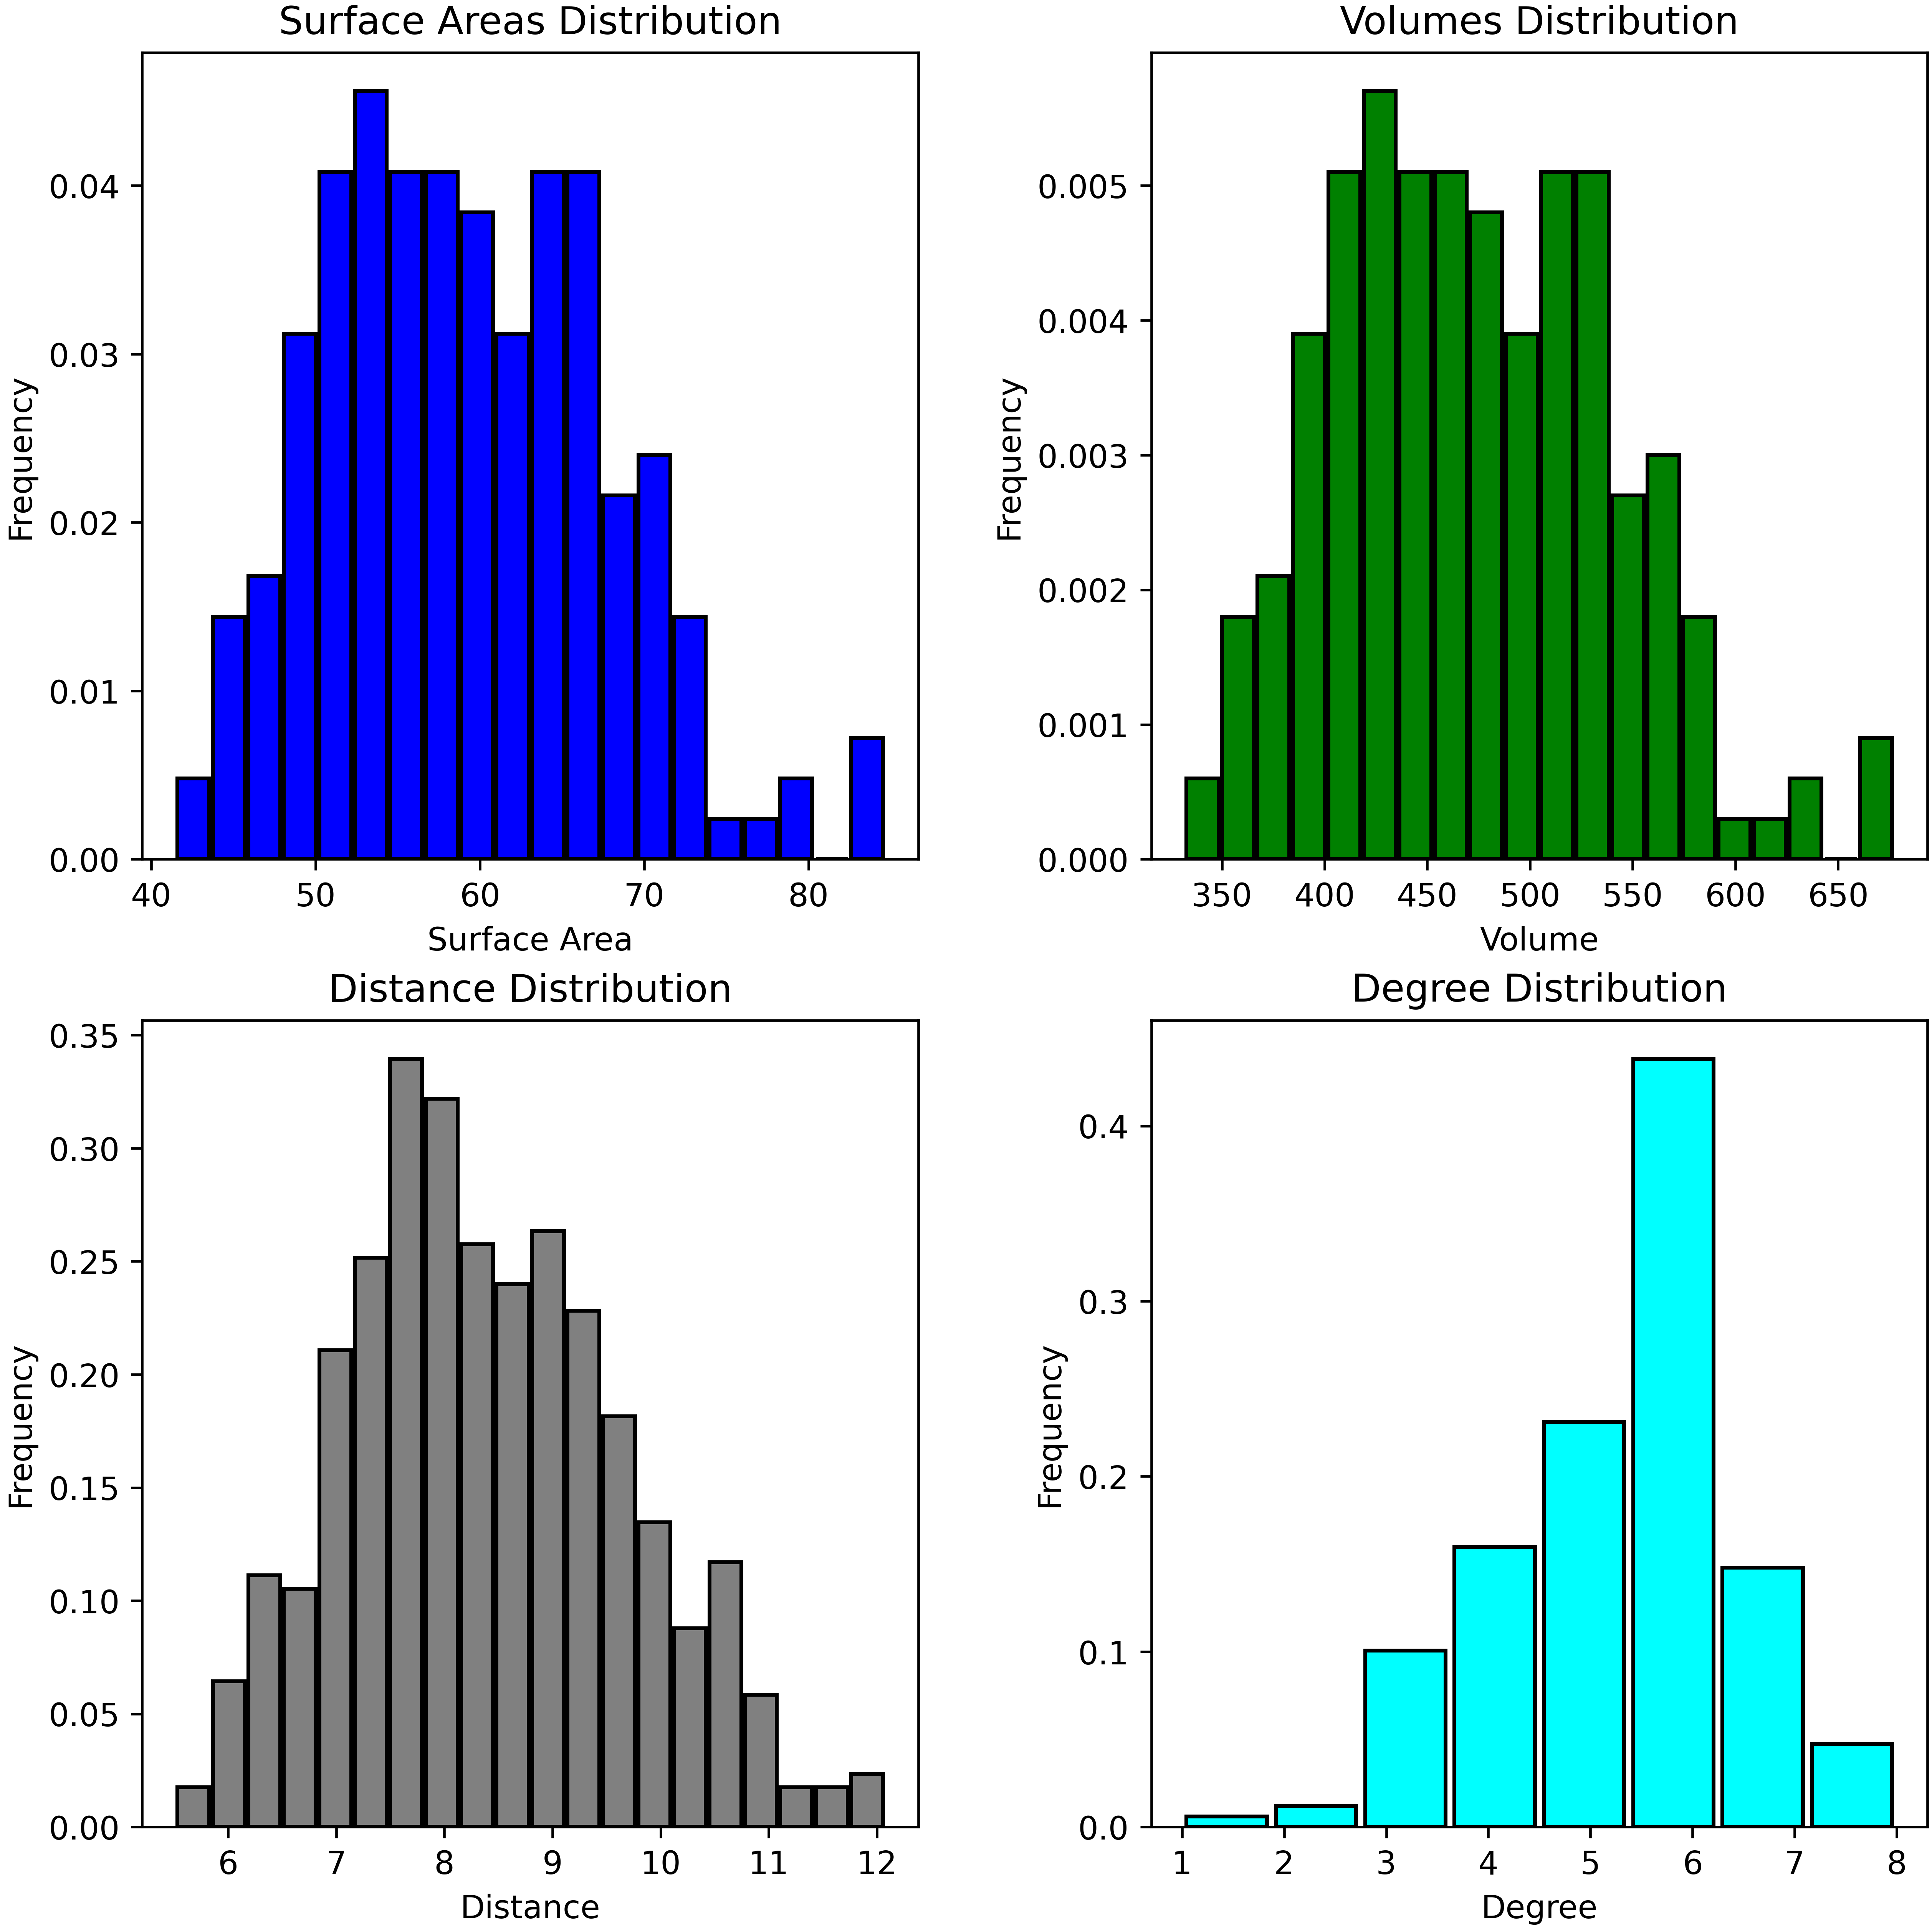 Surface Areas Distribution
Frequency
0.04
0.03
0.02
0.01
0.00
40 50 60 70 80
Surface Area
Volumes Distribution
Frequency
0.005
0.004
0.003
0.002
0.001
0.000
350 400 450 500 550 600 650
Volume
Distance Distribution
Frequency
0.35
0.30
0.25
0.20
0.15
0.10
0.05
0.00
6 7 8 9 10 11 12
Distance
Degree Distribution
Frequency
0.4
0.3
0.2
0.1
0.0
1 2 3 4 5 6 7 8
Degree